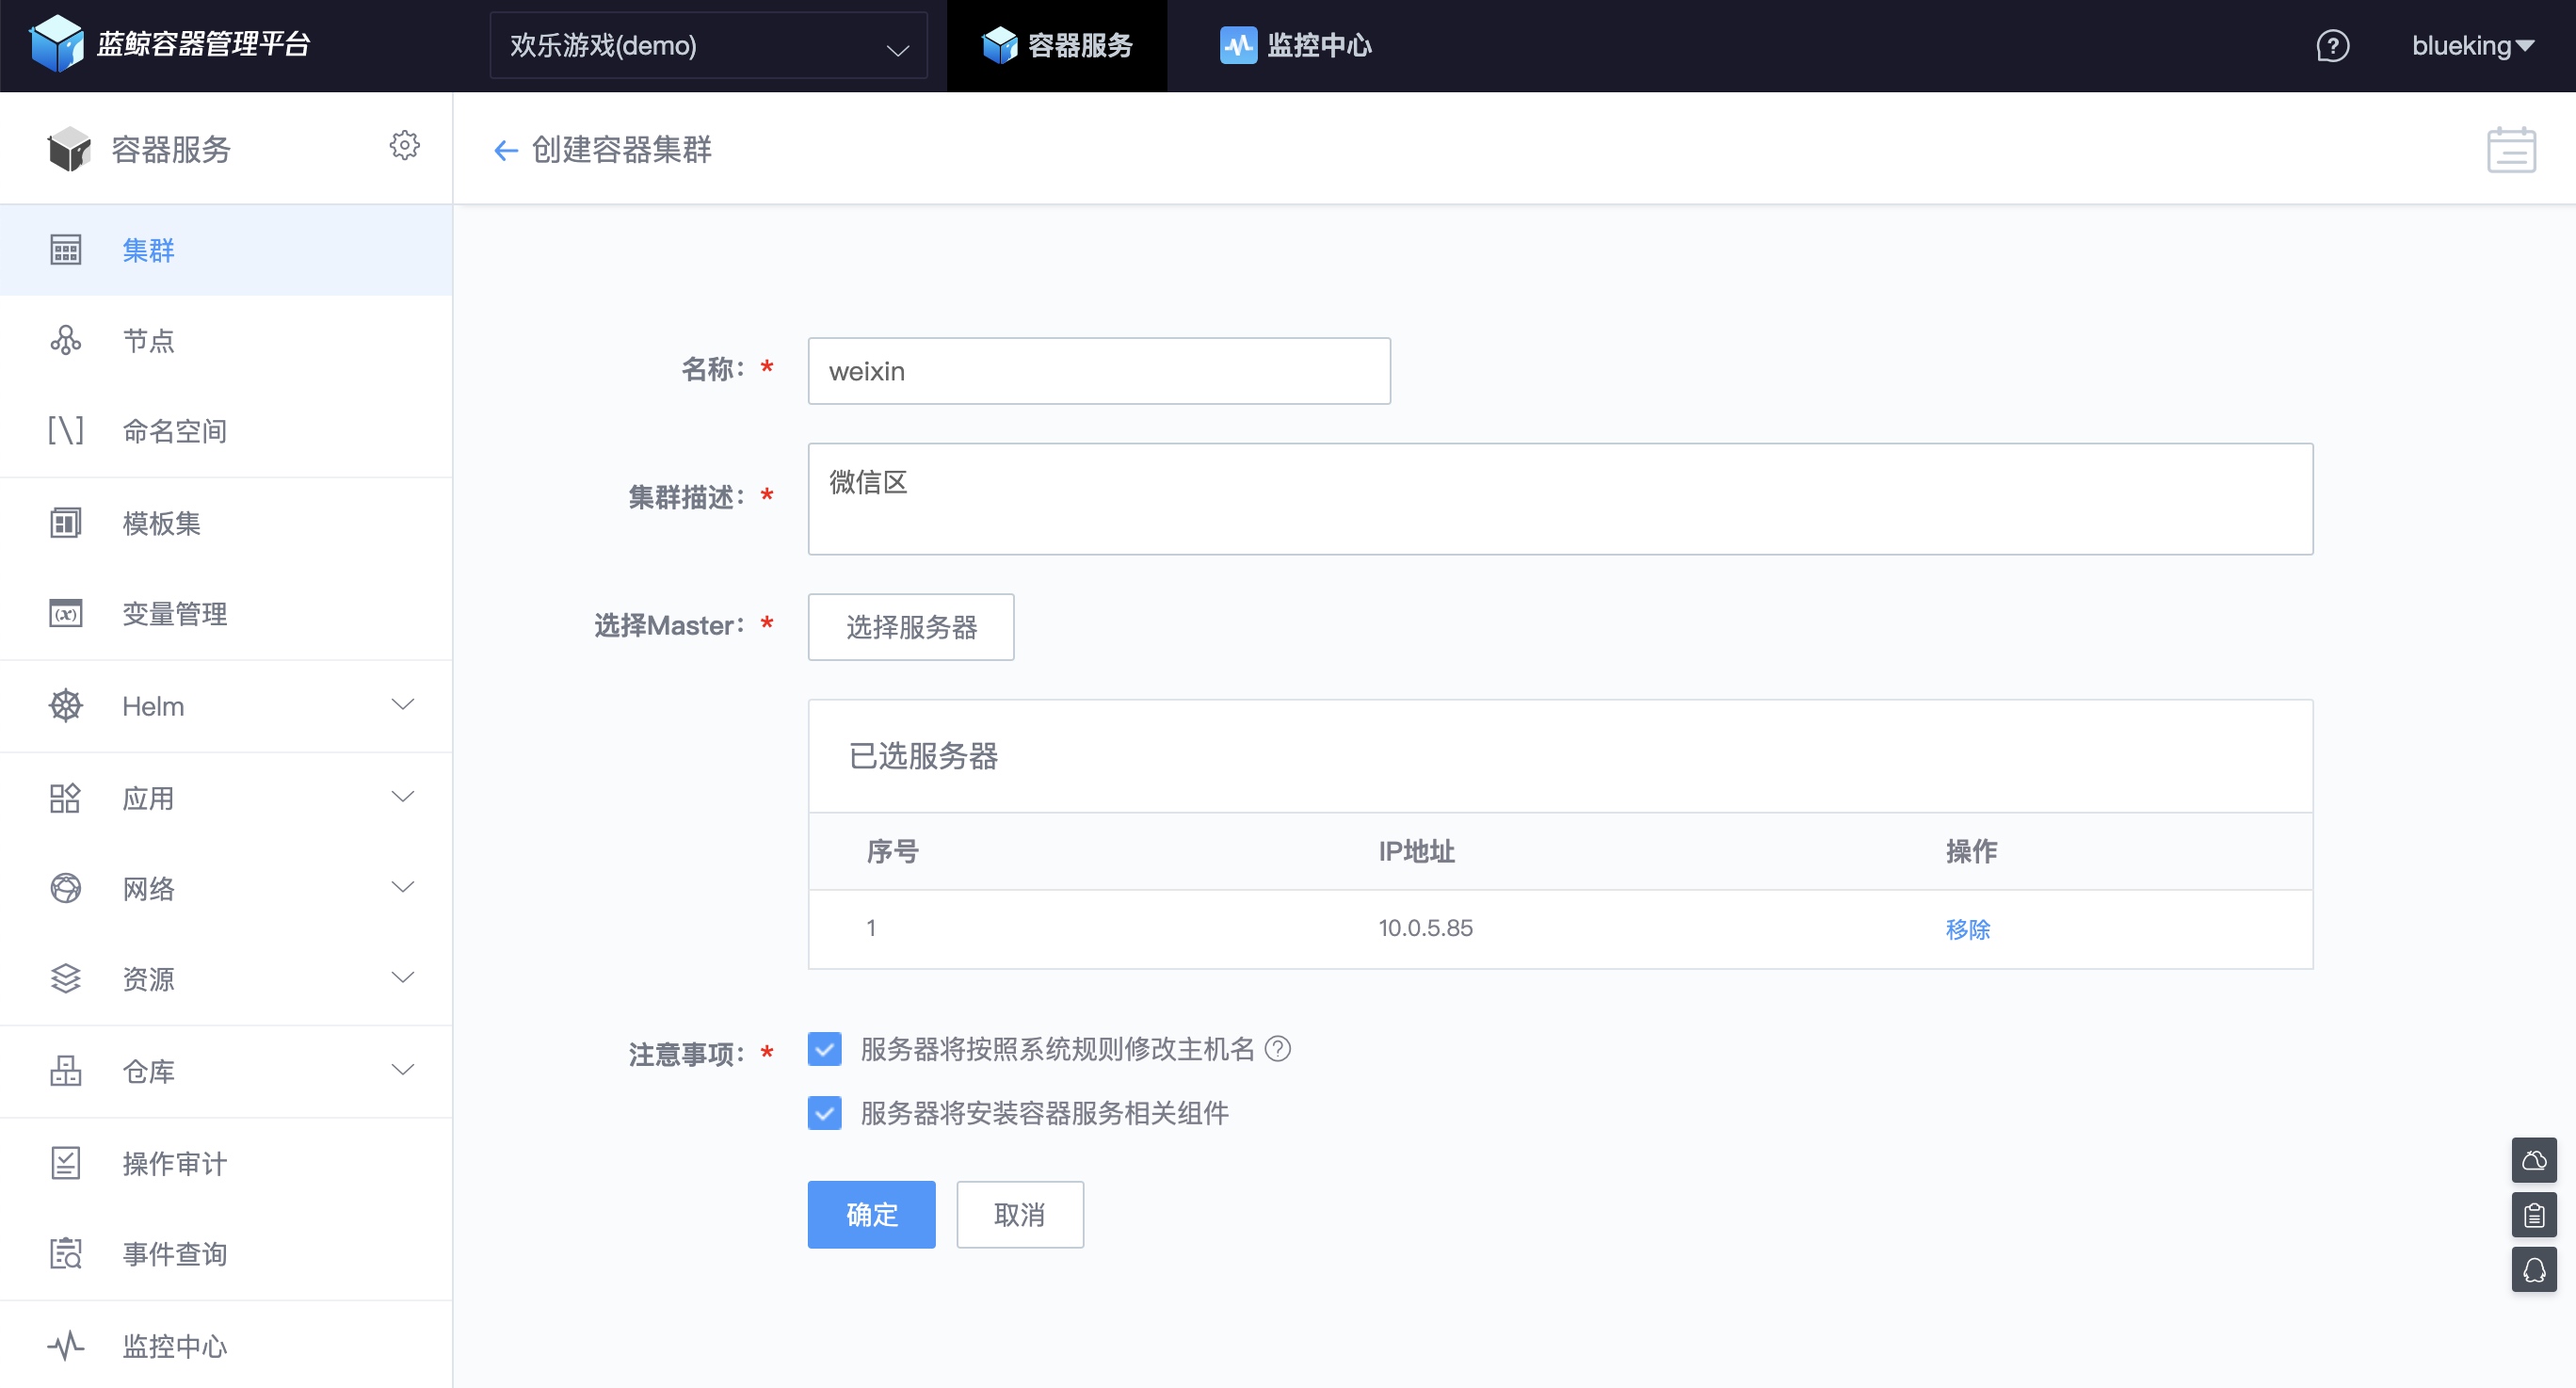 蓝鲸容器管理平台
欢乐游戏(demo)
容器服务
监控中心
blueking
容器服务
创建容器集群
集群
节点
命名空间
模板集
变量管理
Helm
应用
网络
资源
仓库
操作审计
事件查询
监控中心
名称：*
weixin
集群描述：*
微信区
选择Master：*
选择服务器
已选服务器
序号 IP地址 操作
1 10.0.5.85 移除
注意事项：*
服务器将按照系统规则修改主机名
服务器将安装容器服务相关组件
确定 取消